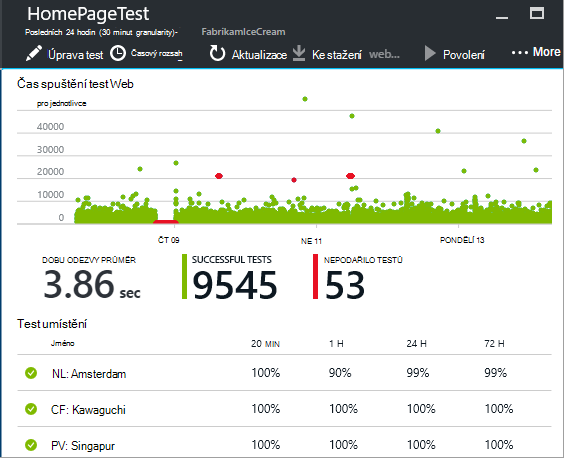 HomePageTest
Posledních 24 hodin (30 minut granularity)- FabrikamIceCream
Úprava test Časový rozsah Aktualizace Ke stažení web... Povolení ... More
Čas spuštění test Web
pro jednotlivce
40000
30000
20000
10000
0
ČT 09 NE 11 PONDĚLÍ 13
DOBU ODEZVY PRŮMĚR SUCCESSFUL TESTS NEPODAŘILO TESTŮ
3.86 sec 9545 53
Test umístění
Jméno 20 MIN 1 H 24 H 72 H
NL: Amsterdam 100% 90% 99% 99%
CF: Kawaguchi 100% 100% 100% 100%
PV: Singapur 100% 100% 100% 100%